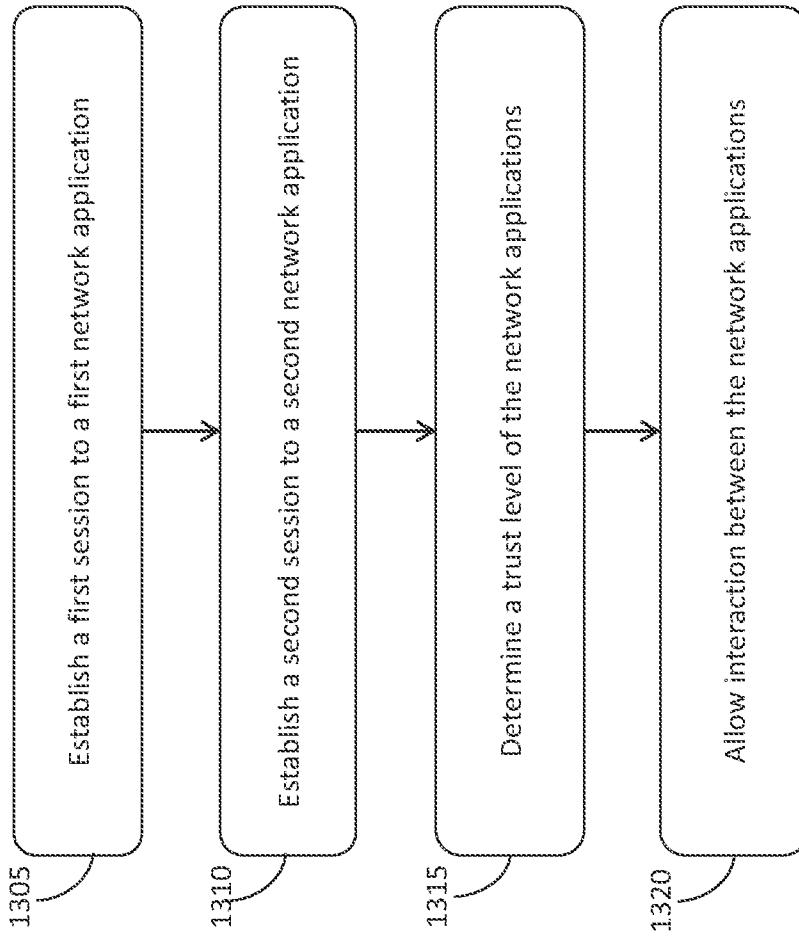 1305
Establish a first session to a first network application
1310
Establish a second session to a second network application
1315
Determine a trust level of the network applications
1320
Allow interaction between the network applications